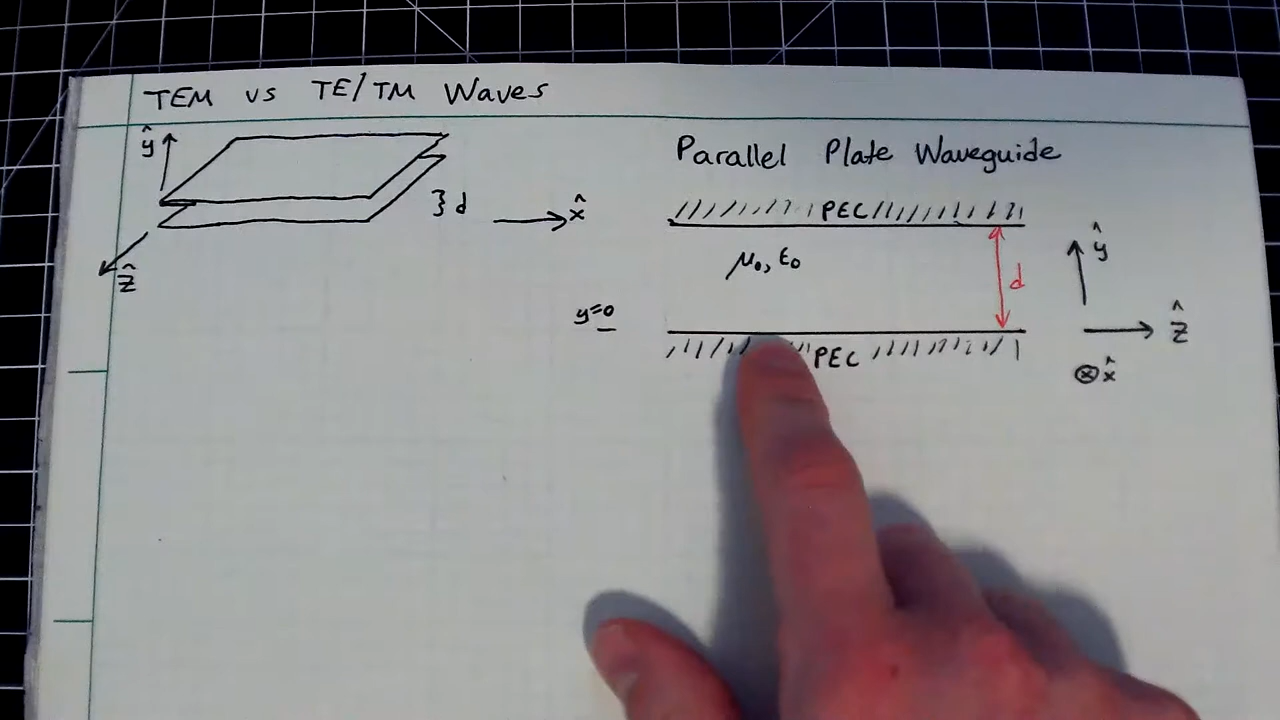 TEM vs TE/TM Waves
ŷ
} d
x̂
ẑ
Parallel Plate Waveguide
PEC
μ₀, ε₀
d
ŷ
y=0
ẑ
PEC
x̂